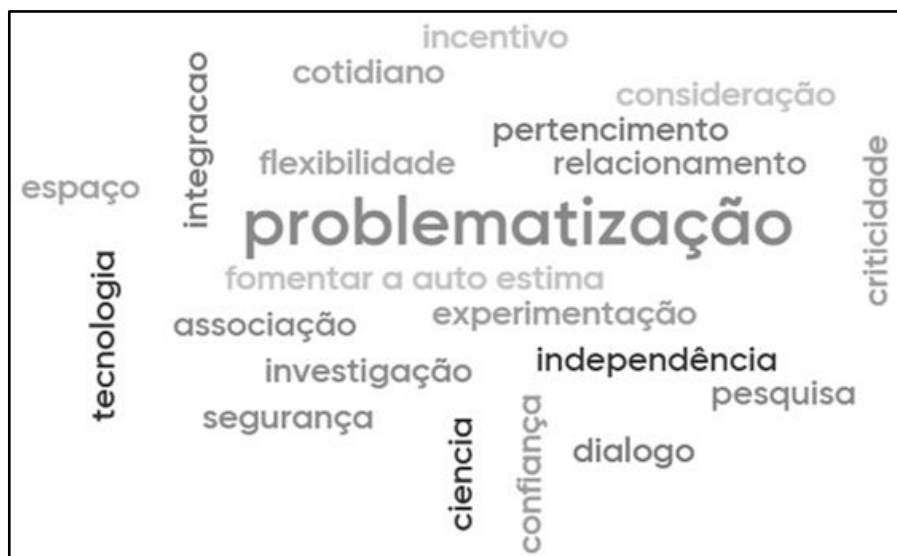 incentivo
cotidiano
integracao
consideração
pertencimento
flexibilidade
relacionamento
criticidade
espaço
problematização
fomentar a auto estima
tecnologia
experimentação
associação
independência
investigação
pesquisa
segurança
ciencia
confiança
dialogo